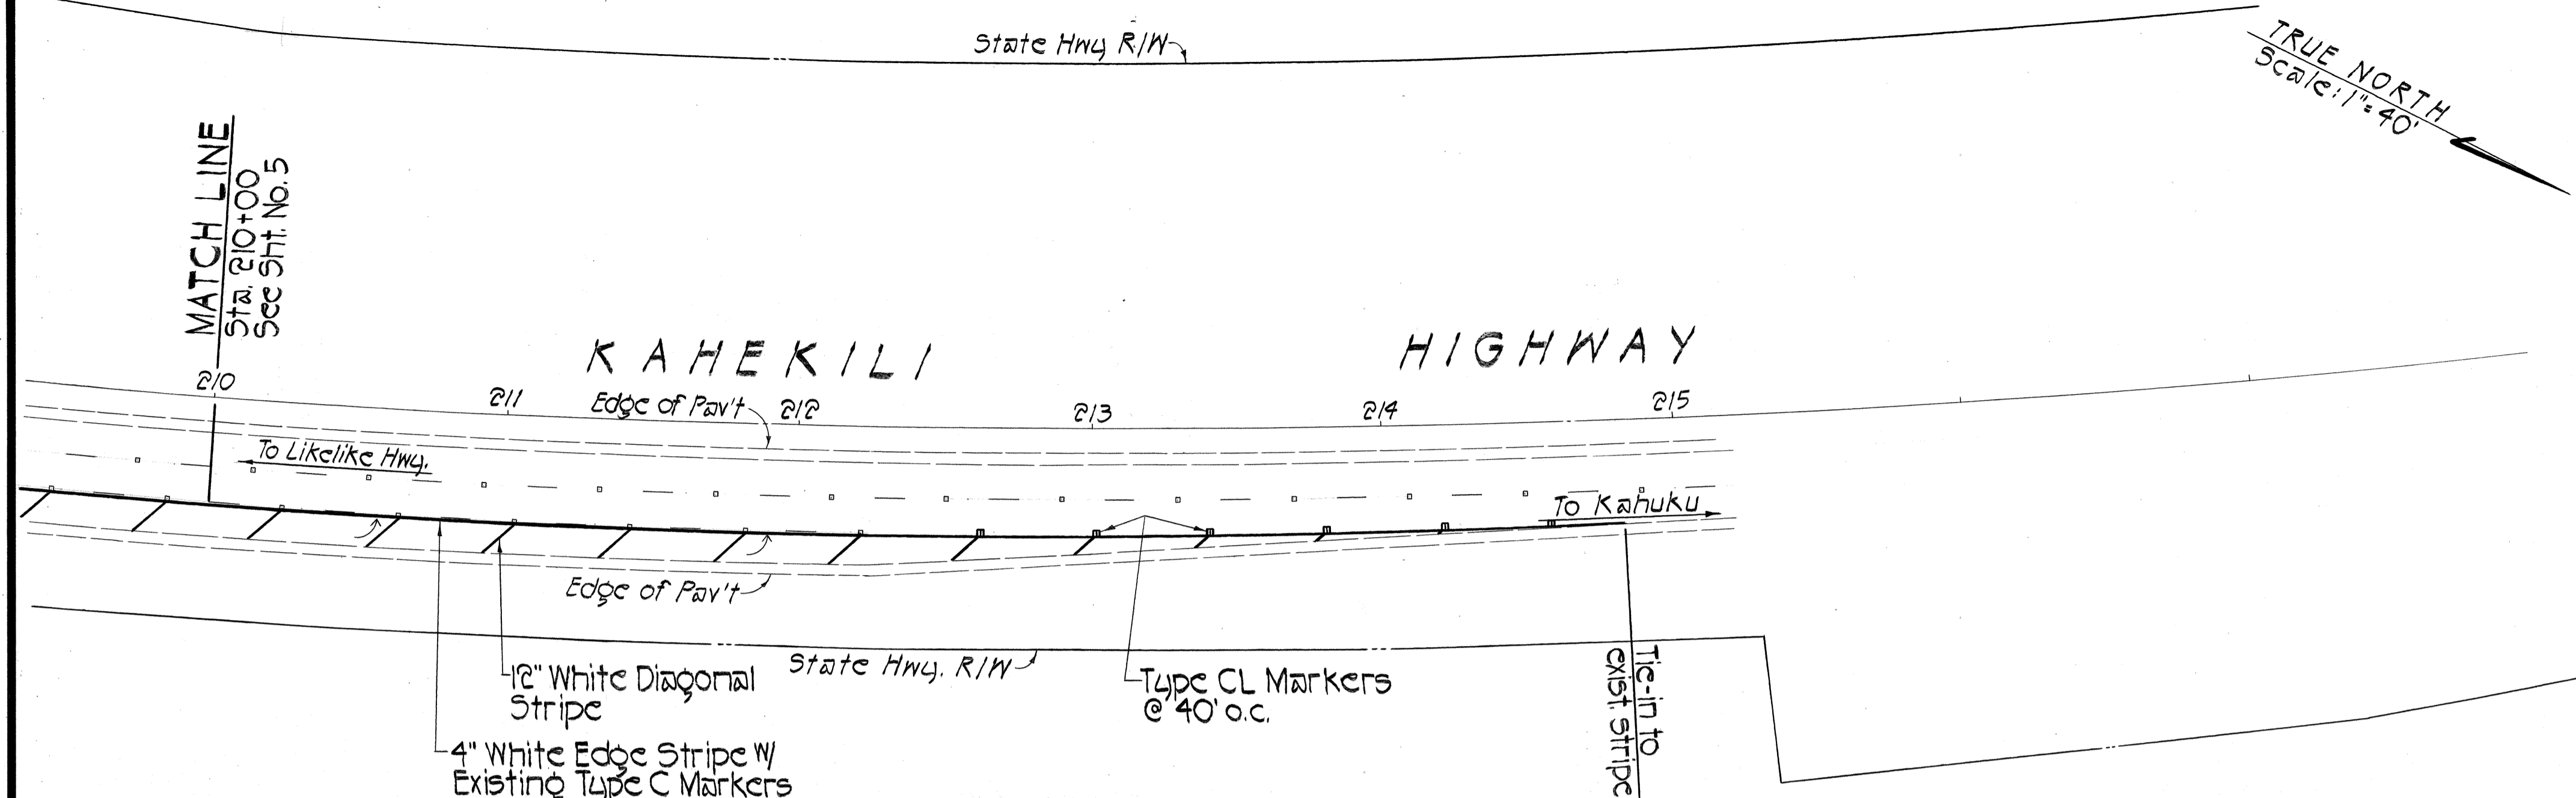 State Hwy R/W
TRUE NORTH
Scale: 1"=40'
MATCH LINE
Sta. 210+00
See Sht. No. 5
KAHEKILI HIGHWAY
210
211
Edge of Pav't
212
213
214
215
To Likelike Hwy.
To Kahuku
Edge of Pav't
State Hwy. R/W
12" White Diagonal
Stripe
Type CL Markers
@ 40' o.c.
Tie-in to
exist. stripe
4" White Edge Stripe W/
Existing Type C Markers